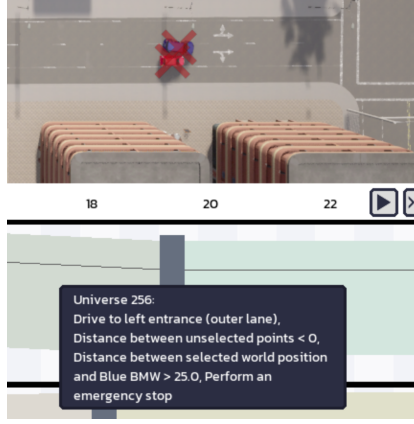 18 20 22
Universe 256:
Drive to left entrance (outer lane),
Distance between unselected points < 0,
Distance between selected world position
and Blue BMW > 25.0, Perform an
emergency stop